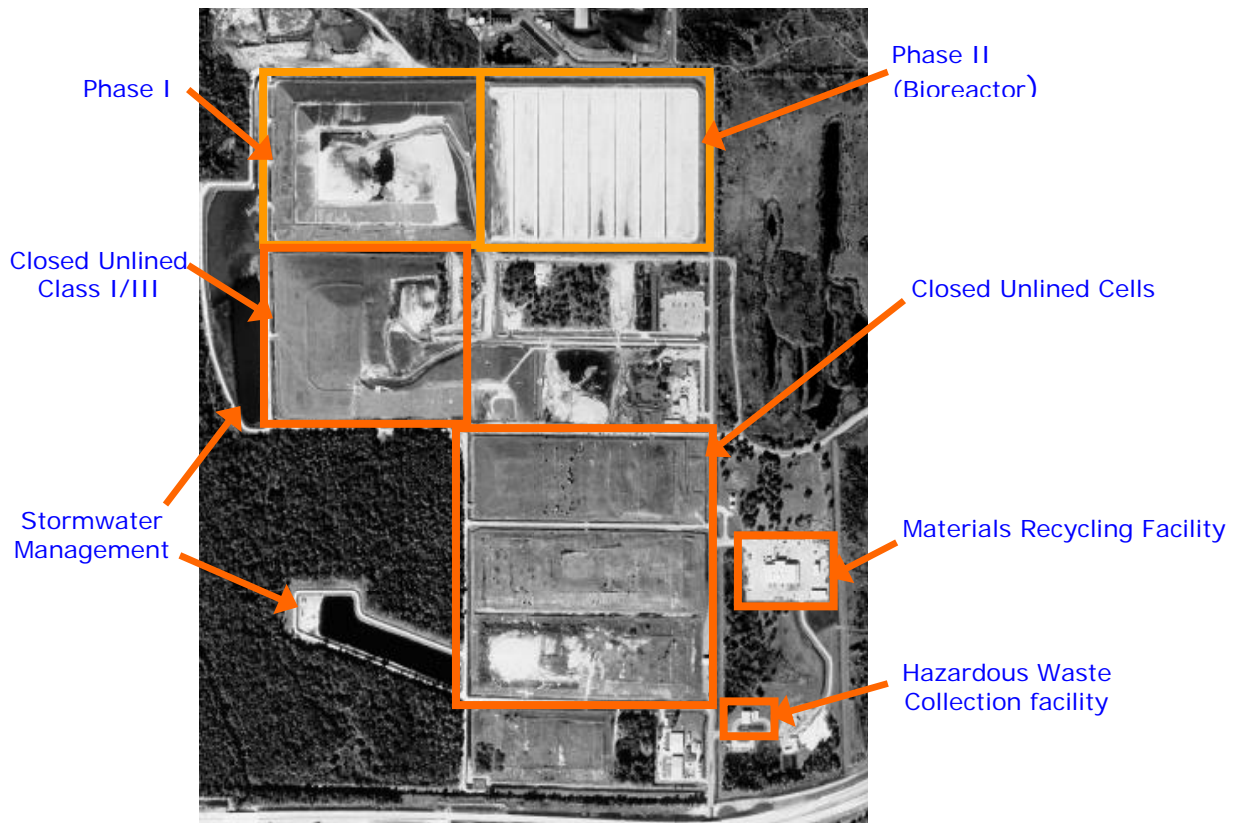 Phase I
Phase II
(Bioreactor)
Closed Unlined
Class I/III
Closed Unlined Cells
Stormwater
Management
Materials Recycling Facility
Hazardous Waste
Collection facility